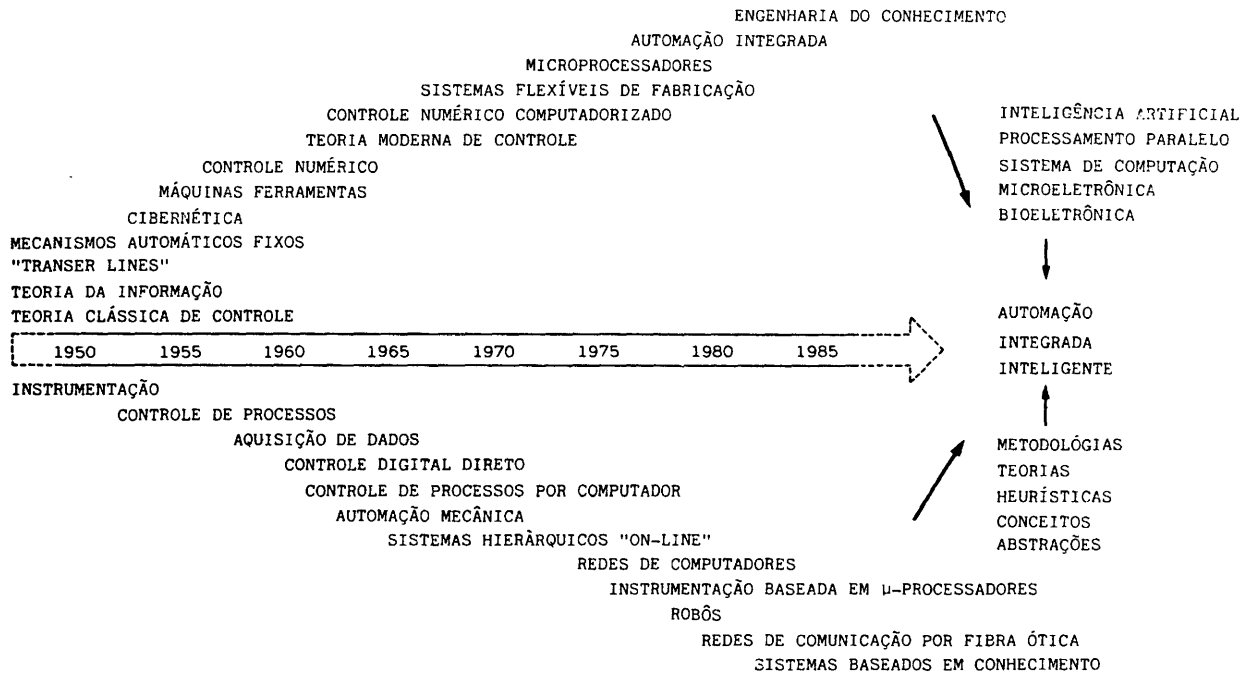 ENGENHARIA DO CONHECIMENTO
AUTOMAÇÃO INTEGRADA
MICROPROCESSADORES
SISTEMAS FLEXÍVEIS DE FABRICAÇÃO
CONTROLE NUMÉRICO COMPUTADORIZADO
TEORIA MODERNA DE CONTROLE
CONTROLE NUMÉRICO
MÁQUINAS FERRAMENTAS
CIBERNÉTICA
MECANISMOS AUTOMÁTICOS FIXOS
"TRANSER LINES"
TEORIA DA INFORMAÇÃO
TEORIA CLÁSSICA DE CONTROLE
1950 1955 1960 1965 1970 1975 1980 1985
INSTRUMENTAÇÃO
CONTROLE DE PROCESSOS
AQUISIÇÃO DE DADOS
CONTROLE DIGITAL DIRETO
CONTROLE DE PROCESSOS POR COMPUTADOR
AUTOMAÇÃO MECÂNICA
SISTEMAS HIERÀRQUICOS "ON-LINE"
REDES DE COMPUTADORES
INSTRUMENTAÇÃO BASEADA EM μ-PROCESSADORES
ROBÔS
REDES DE COMUNICAÇÃO POR FIBRA ÓTICA
SISTEMAS BASEADOS EM CONHECIMENTO
INTELIGÊNCIA ARTIFICIAL
PROCESSAMENTO PARALELO
SISTEMA DE COMPUTAÇÃO
MICROELETRÔNICA
BIOELETRÔNICA
AUTOMAÇÃO
INTEGRADA
INTELIGENTE
METODOLÓGIAS
TEORIAS
HEURÍSTICAS
CONCEITOS
ABSTRAÇÕES